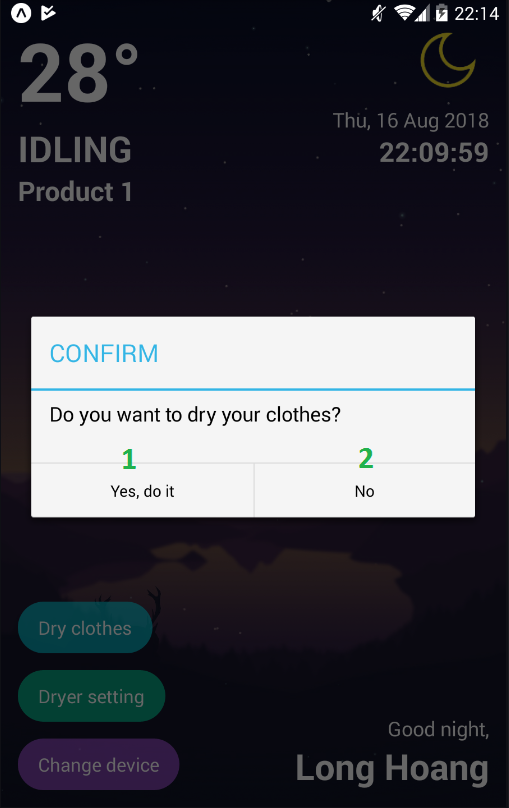 22:14
28°
Thu, 16 Aug 2018
IDLING
22:09:59
Product 1
CONFIRM
Do you want to dry your clothes?
1
2
Yes, do it
No
Dry clothes
Dryer setting
Change device
Good night,
Long Hoang